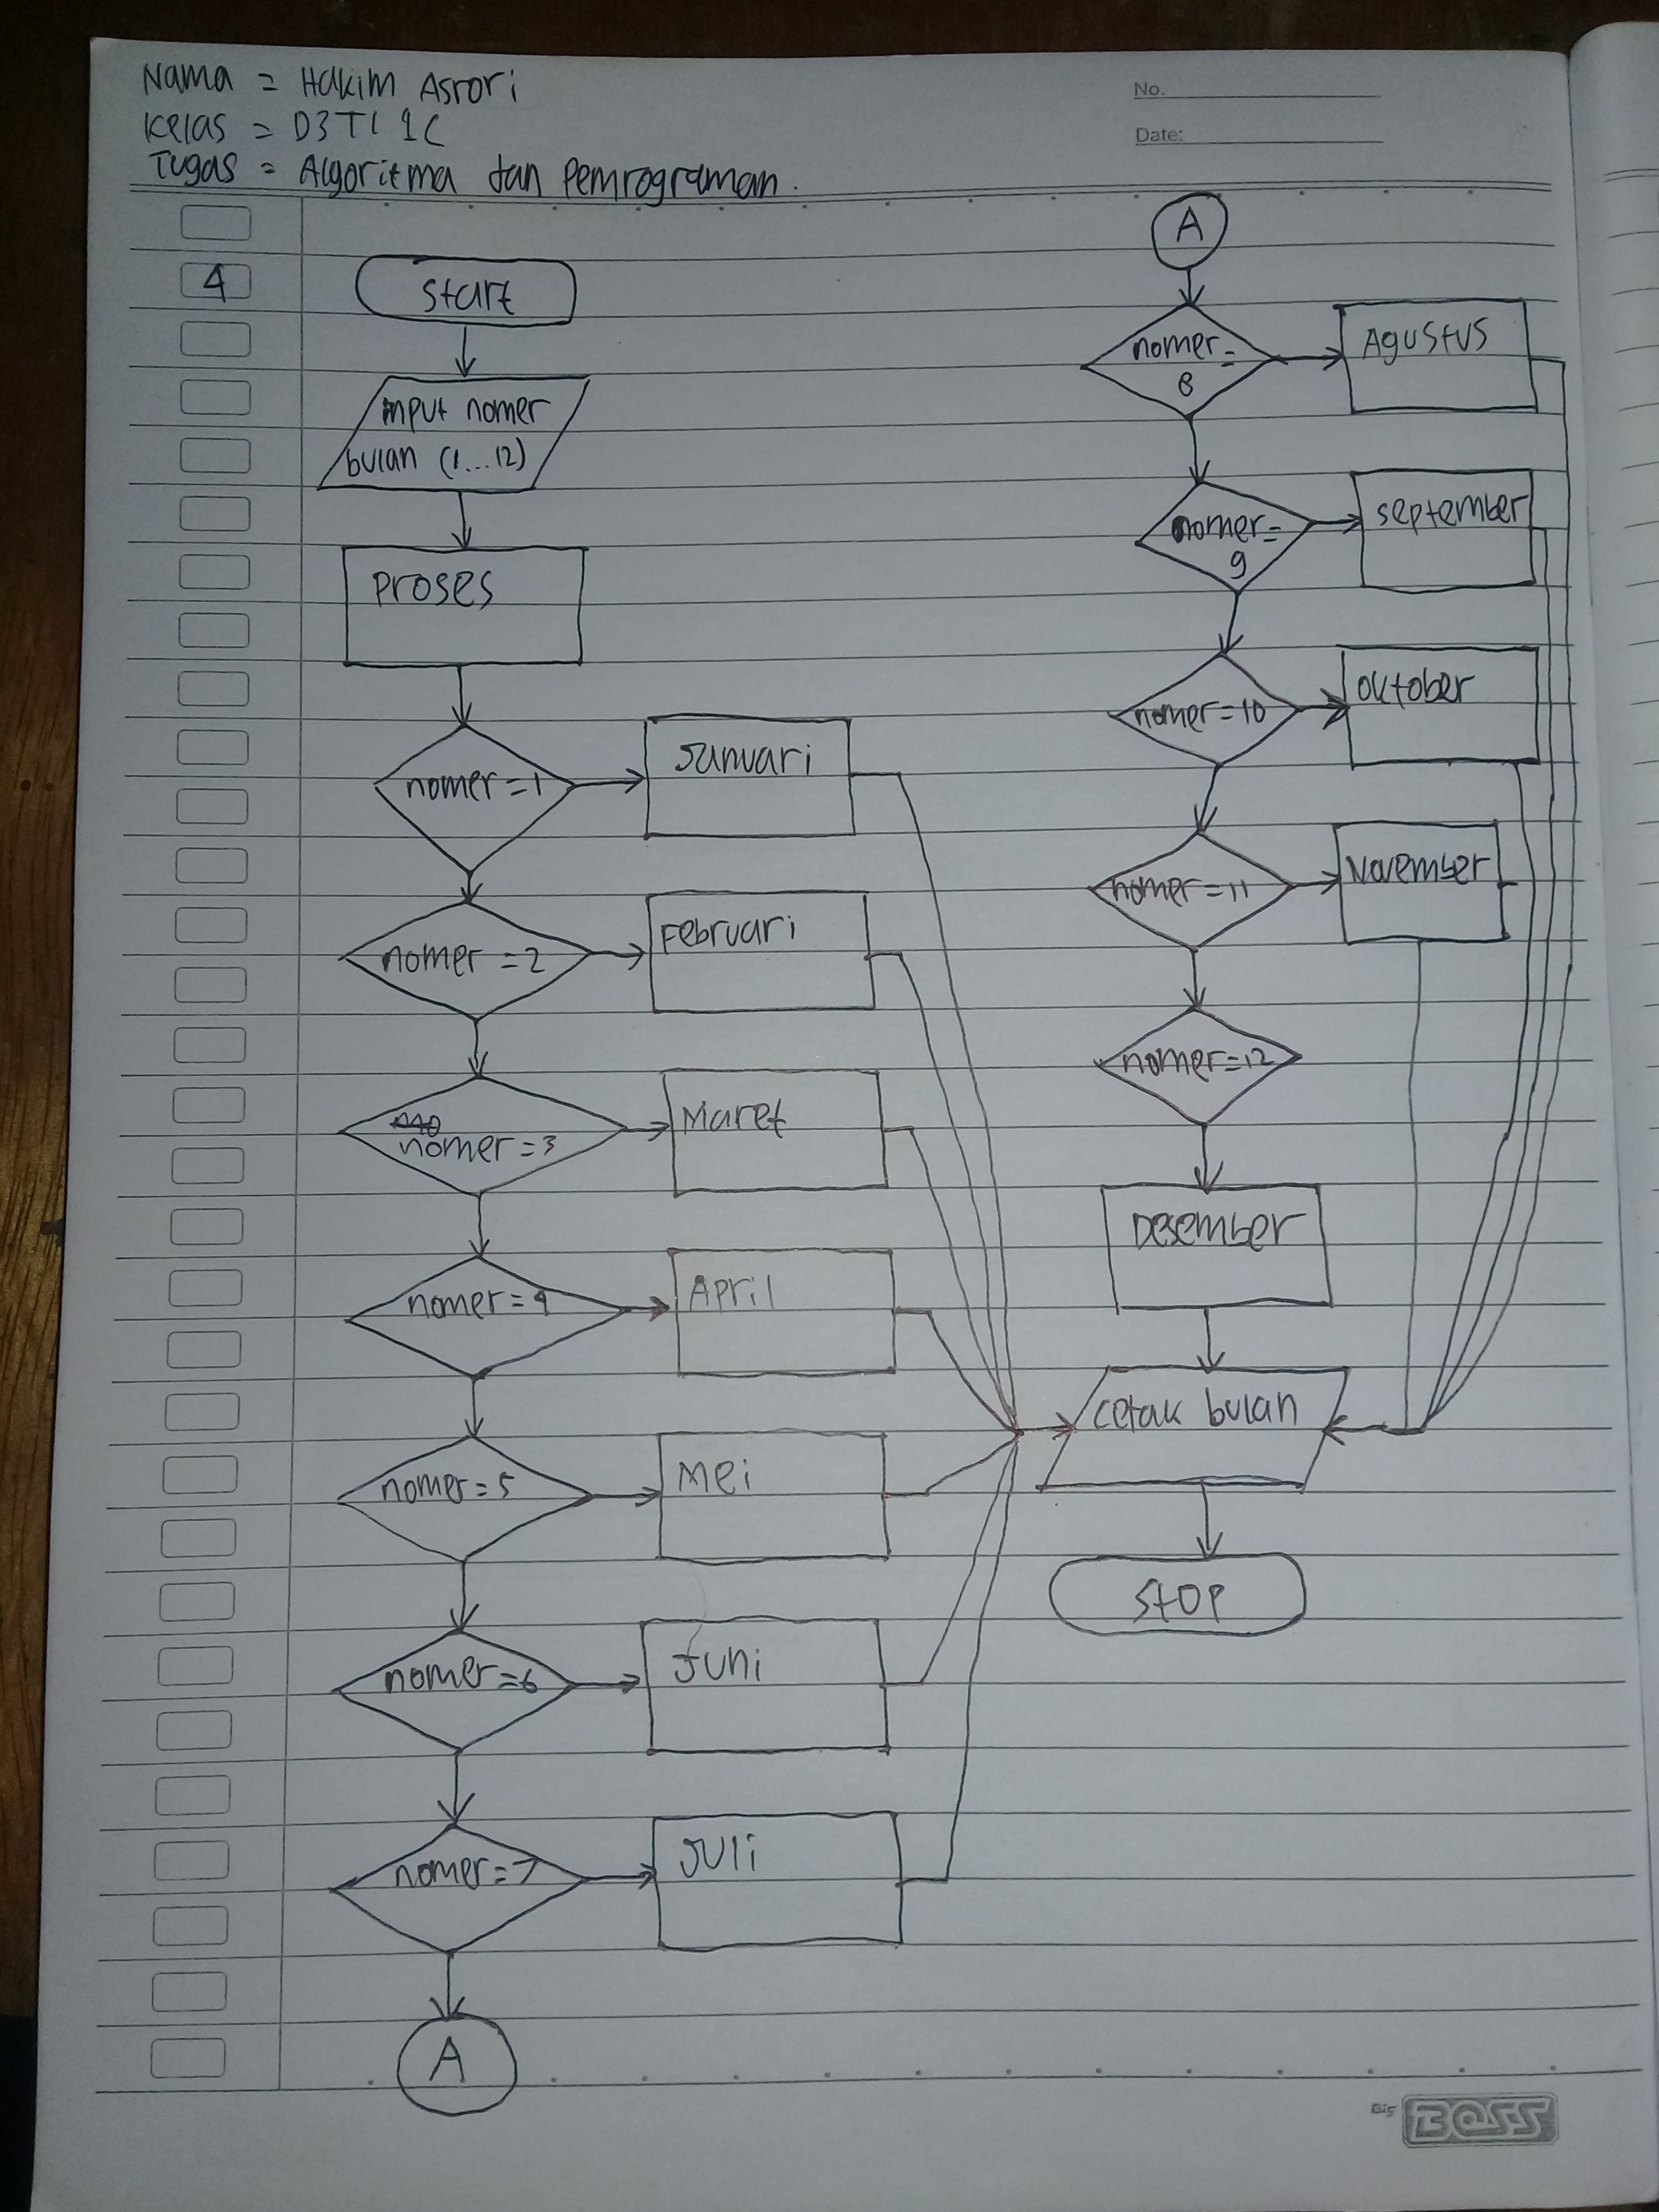 Nama = Hakim Asrori
Kelas = D3TI 1C
Tugas = Algoritma dan Pemrograman.
No.
Date:
4
Start
input nomer
bulan (1...12)
Proses
nomer=1
Januari
nomer=2
Februari
nomer=3
Maret
nomer=4
April
nomer=5
Mei
nomer=6
Juni
nomer=7
Juli
A
A
nomer=
8
Agustus
nomer=
9
september
nomer=10
Oktober
nomer=11
November
nomer=12
Desember
Cetak bulan
STOP
Big BOSS